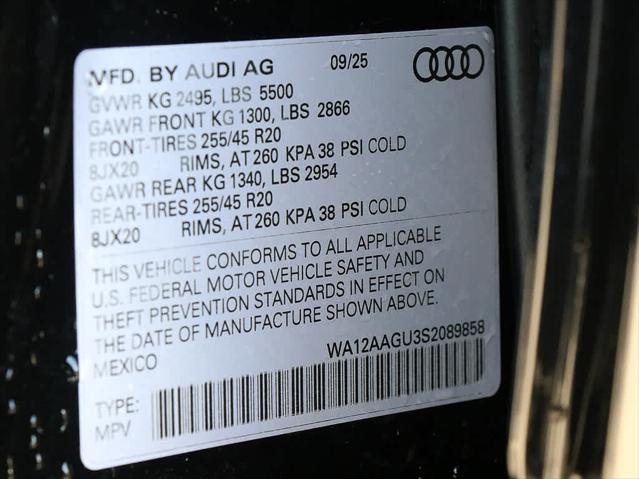 MFD. BY AUDI AG 09/25
GVWR KG 2495, LBS 5500
GAWR FRONT KG 1300, LBS 2866
FRONT-TIRES 255/45 R20
8JX20 RIMS, AT 260 KPA 38 PSI COLD
GAWR REAR KG 1340, LBS 2954
REAR-TIRES 255/45 R20
8JX20 RIMS, AT 260 KPA 38 PSI COLD
THIS VEHICLE CONFORMS TO ALL APPLICABLE
U.S. FEDERAL MOTOR VEHICLE SAFETY AND
THEFT PREVENTION STANDARDS IN EFFECT ON
THE DATE OF MANUFACTURE SHOWN ABOVE.
MEXICO WA12AAGU3S2089858
TYPE:
MPV